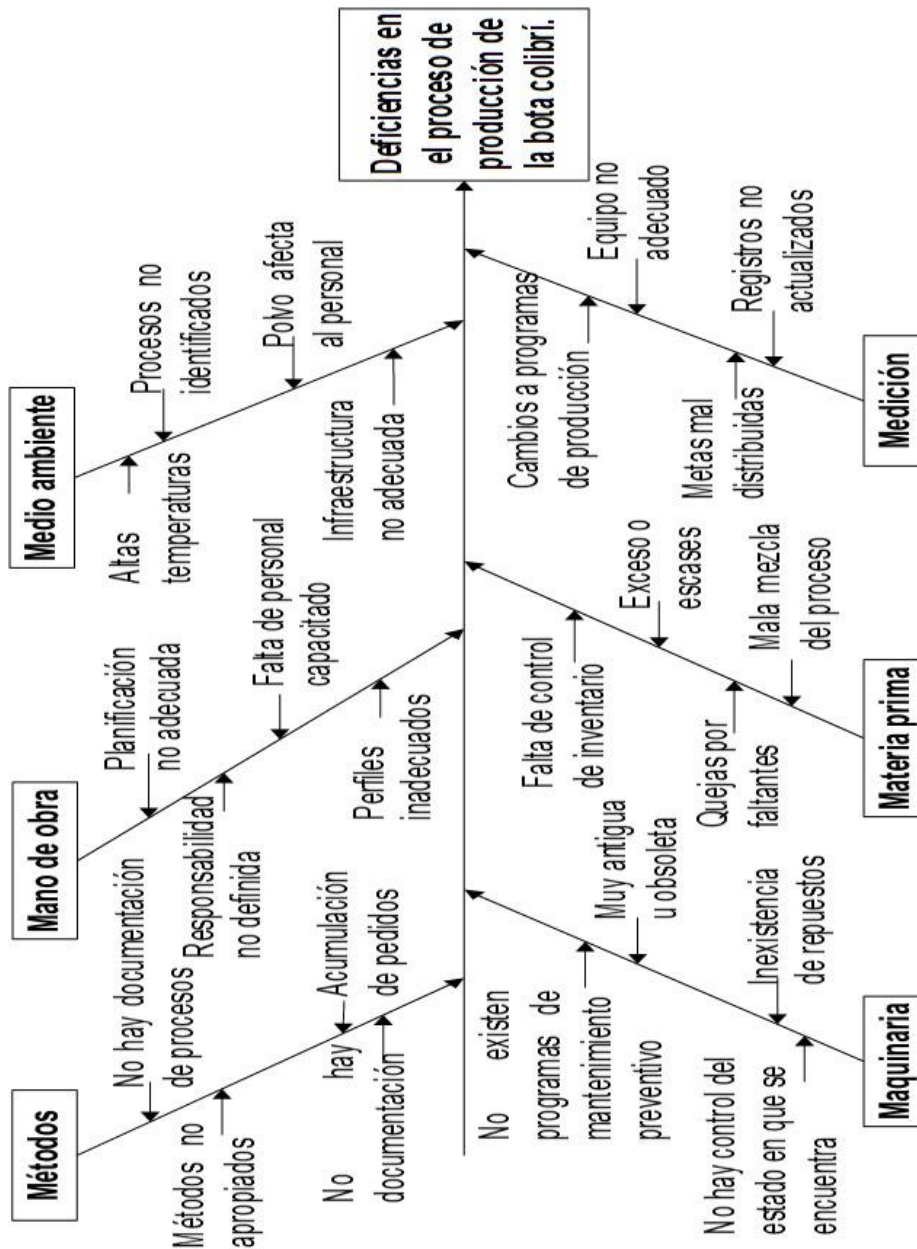 Métodos
No hay documentación
de procesos
Métodos no
apropiados
hay Acumulación
de pedidos
No
documentación
Mano de obra
Planificación
no adecuada
Responsabilidad
no definida
Falta de personal
capacitado
Perfiles
inadecuados
Medio ambiente
Altas
temperaturas
Procesos no
identificados
Polvo afecta
al personal
Infraestructura
no adecuada
Deficiencias en
el proceso de
producción de
la bota colibrí.
No existen
programas de
mantenimiento
preventivo
Muy antigua
u obsoleta
Inexistencia
de repuestos
No hay control del
estado en que se
encuentra
Maquinaria
Falta de control
de inventario
Exceso o
escases
Quejas por
faltantes
Mala mezcla
del proceso
Materia prima
Cambios a programas
de producción
Equipo no
adecuado
Metas mal
distribuidas
Registros no
actualizados
Medición